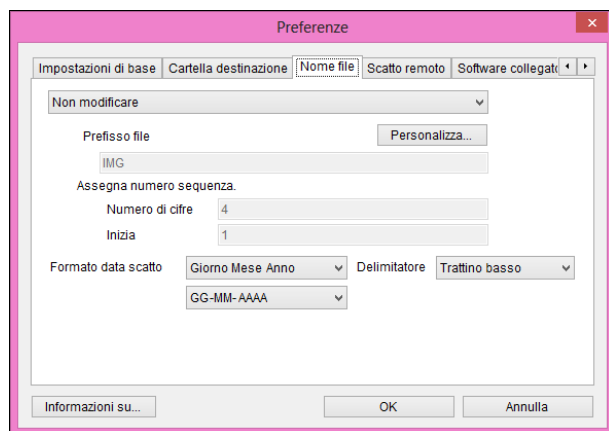 Preferenze
Impostazioni di base Cartella destinazione Nome file Scatto remoto Software collegato
Non modificare
Prefisso file Personalizza...
IMG
Assegna numero sequenza.
Numero di cifre 4
Inizia 1
Formato data scatto Giorno Mese Anno Delimitatore Trattino basso
GG-MM-AAAA
Informazioni su... OK Annulla